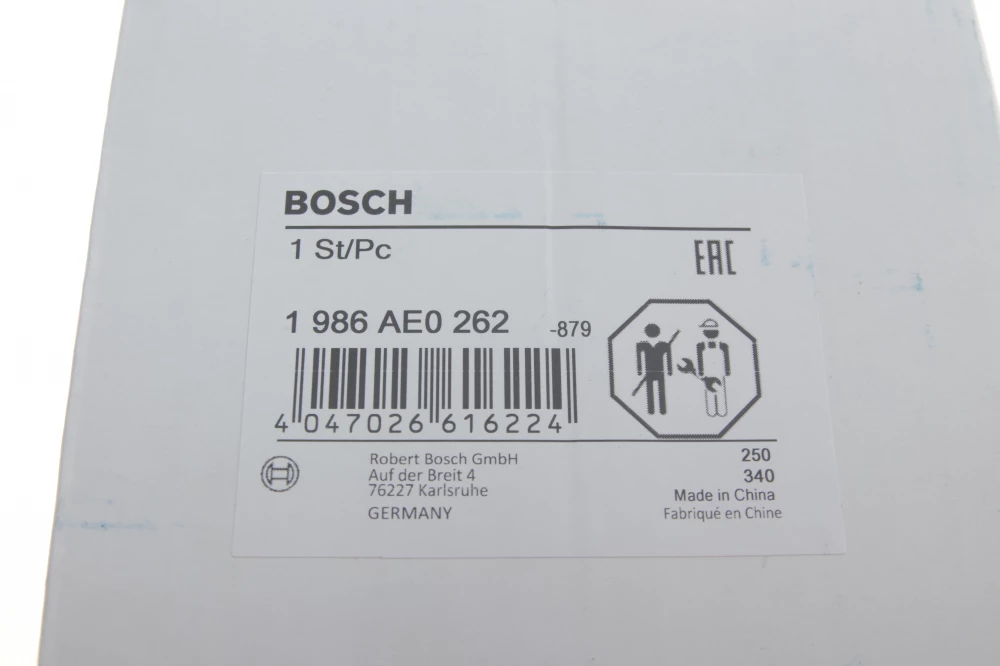 BOSCH
1 St/Pc
EAC
1 986 AE0 262 -879
4 047026 616224
Robert Bosch GmbH
Auf der Breit 4
76227 Karlsruhe
GERMANY
250
340
Made in China
Fabriqué en Chine